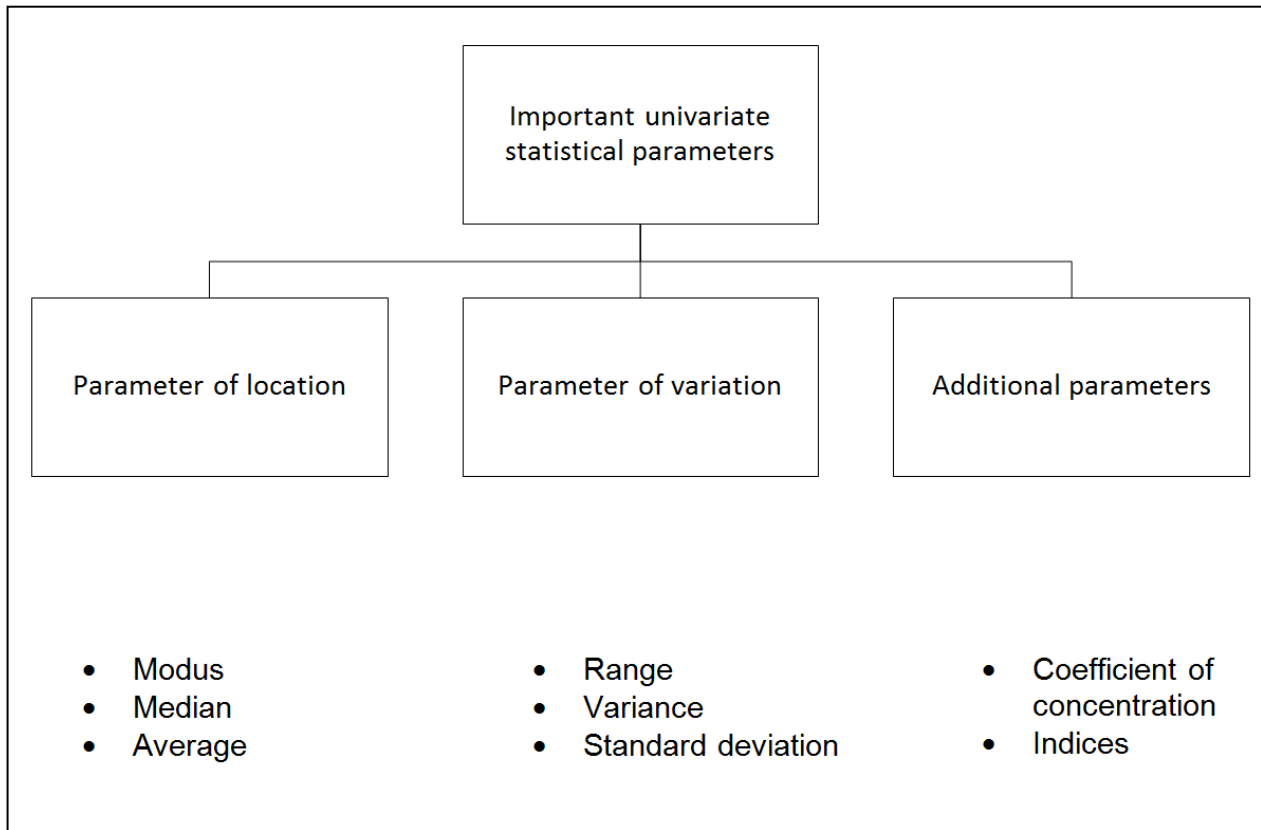 Important univariate
statistical parameters
Parameter of location
Parameter of variation
Additional parameters
• Modus
• Median
• Average
• Range
• Variance
• Standard deviation
• Coefficient of
concentration
• Indices